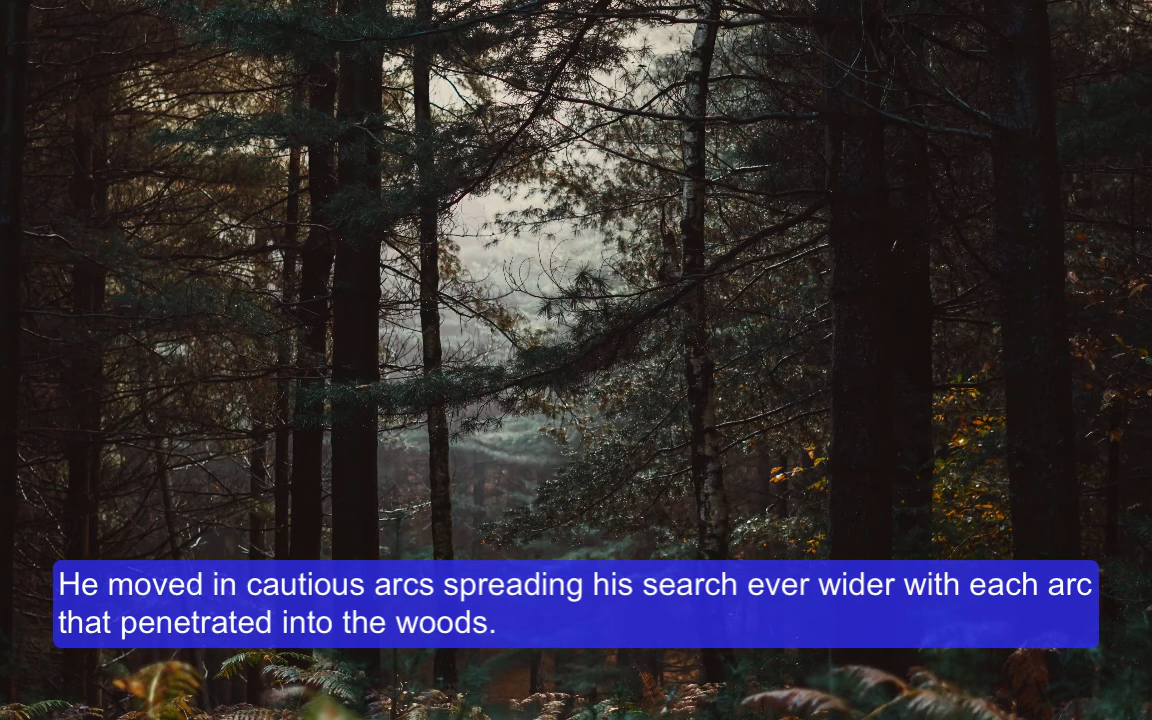 He moved in cautious arcs spreading his search ever wider with each arc
that penetrated into the woods.